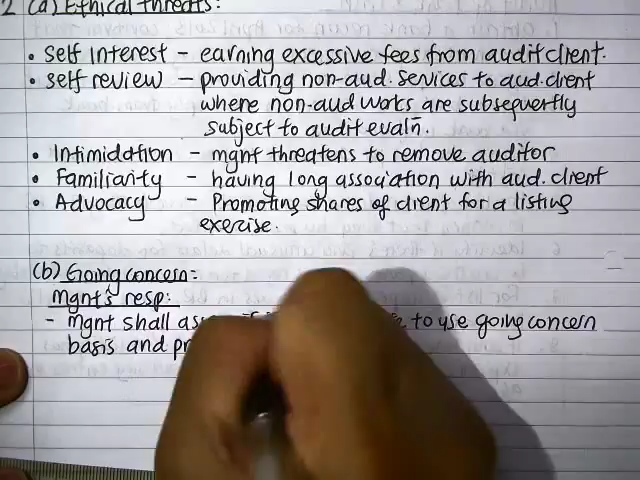 2 (a) Ethical threats:
• Self interest – earning excessive fees from audit client.
• Self review – providing non-aud. services to aud. client
where non-aud works are subsequently
subject to audit evaln.
• Intimidation – mgnt threatens to remove auditor
• Familiarity – having long association with aud. client
• Advocacy – Promoting shares of client for a listing
exercise.
(b) Going concern:
Mgnt's resp:
- Mgnt shall to use going concern
basis and